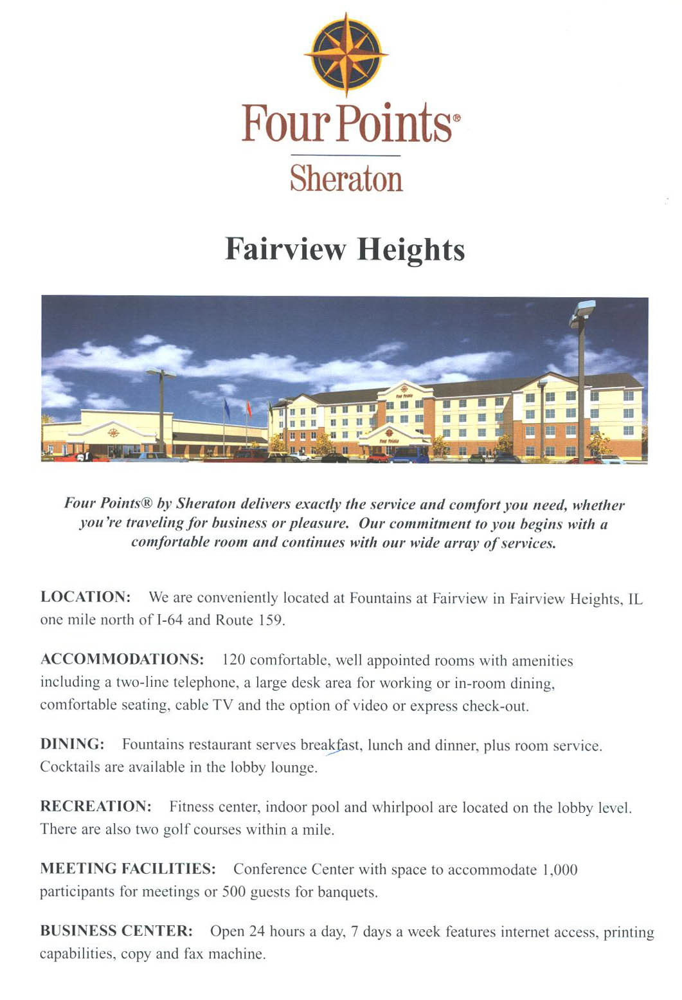 Four Points®
Sheraton
Fairview Heights
Four Points
Four Points
Four Points® by Sheraton delivers exactly the service and comfort you need, whether
you're traveling for business or pleasure. Our commitment to you begins with a
comfortable room and continues with our wide array of services.
LOCATION: We are conveniently located at Fountains at Fairview in Fairview Heights, IL
one mile north of I-64 and Route 159.
ACCOMMODATIONS: 120 comfortable, well appointed rooms with amenities
including a two-line telephone, a large desk area for working or in-room dining,
comfortable seating, cable TV and the option of video or express check-out.
DINING: Fountains restaurant serves breakfast, lunch and dinner, plus room service.
Cocktails are available in the lobby lounge.
RECREATION: Fitness center, indoor pool and whirlpool are located on the lobby level.
There are also two golf courses within a mile.
MEETING FACILITIES: Conference Center with space to accommodate 1,000
participants for meetings or 500 guests for banquets.
BUSINESS CENTER: Open 24 hours a day, 7 days a week features internet access, printing
capabilities, copy and fax machine.